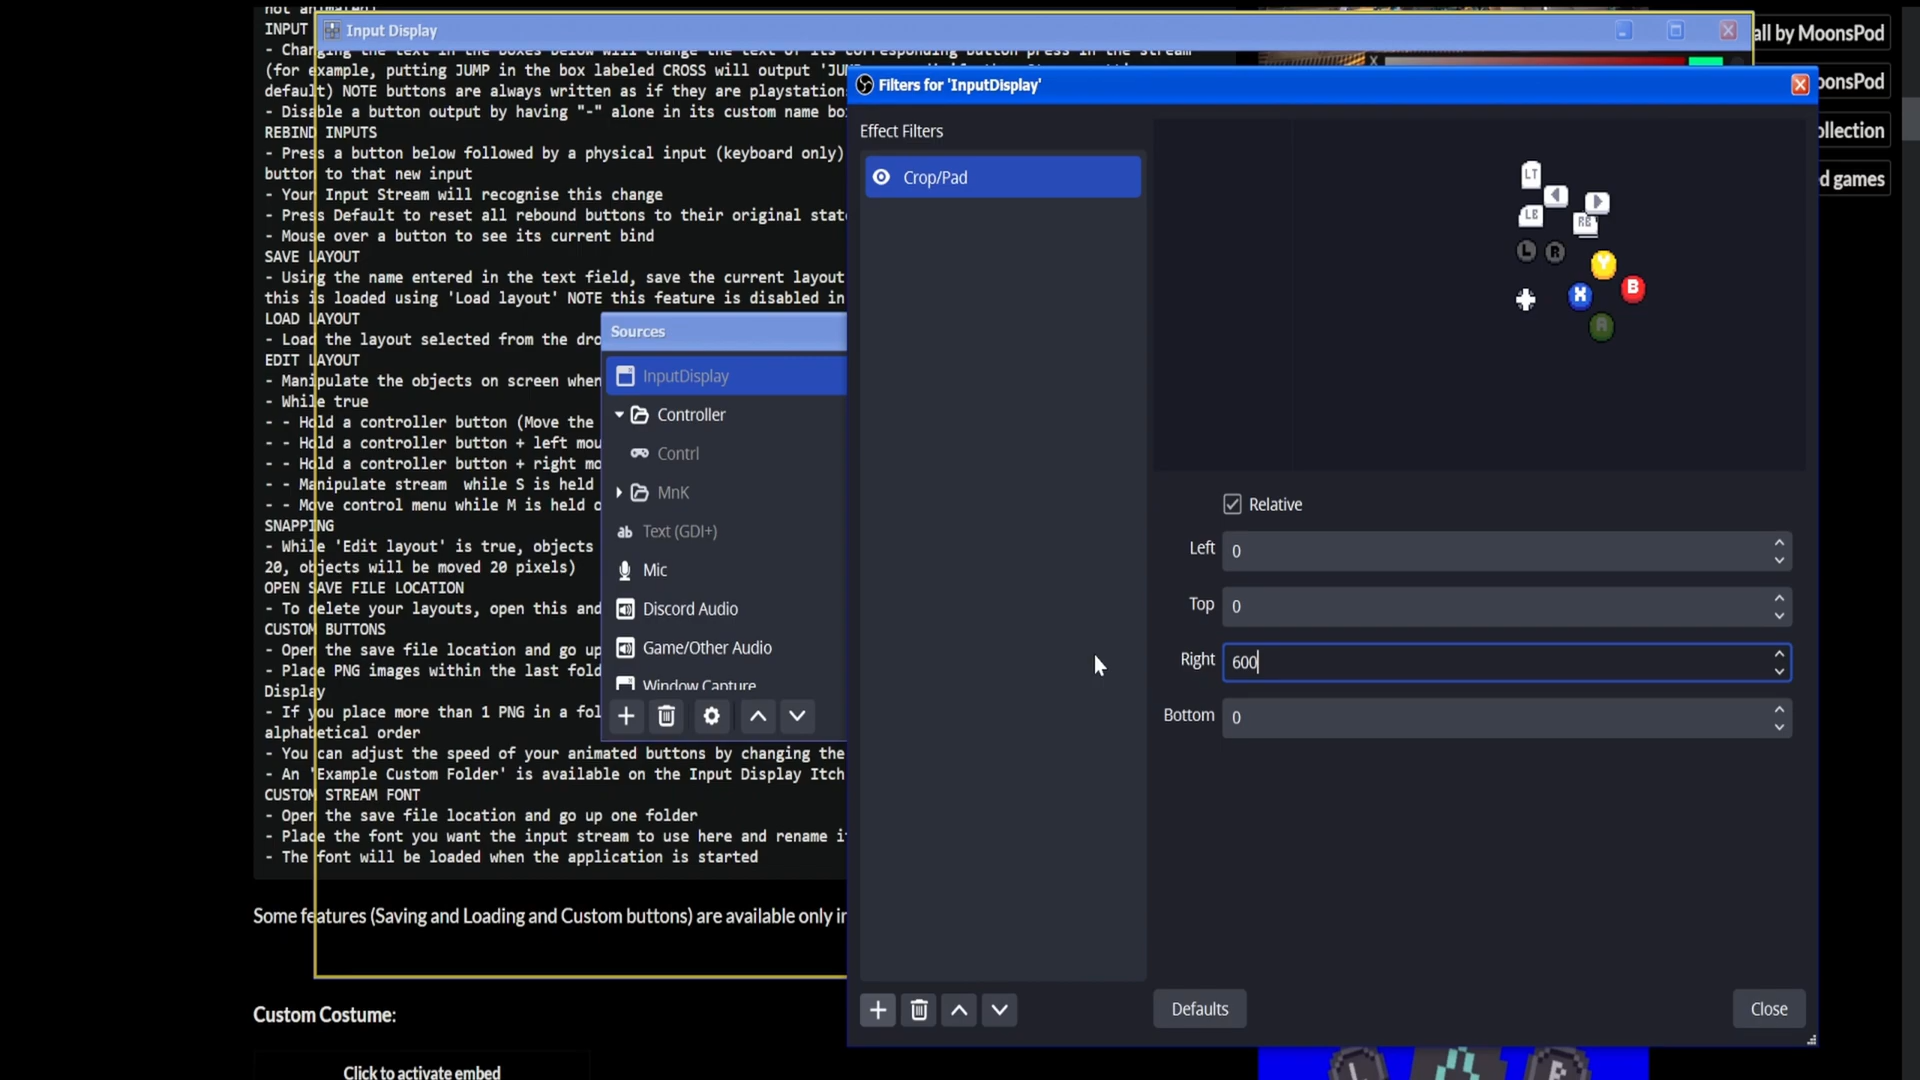 not animated)
INPUT
Input Display
- Changing the text in the boxes below will change the text of its corresponding button press in the stream
(for example, putting JUMP in the box labeled CROSS will output 'JUMP
default) NOTE buttons are always written as if they are playstation
- Disable a button output by having "-" alone in its custom name bo
REBIND INPUTS
- Press a button below followed by a physical input (keyboard only)
button to that new input
- Your Input Stream will recognise this change
- Press Default to reset all rebound buttons to their original stat
- Mouse over a button to see its current bind
SAVE LAYOUT
- Using the name entered in the text field, save the current layout
this is loaded using 'Load layout' NOTE this feature is disabled in
LOAD LAYOUT
- Load the layout selected from the dro
EDIT LAYOUT
- Manipulate the objects on screen when
- While true
- - Hold a controller button (Move the
- - Hold a controller button + left mou
- - Hold a controller button + right mo
- - Manipulate stream while S is held
- - Move control menu while M is held o
SNAPPING
- While 'Edit layout' is true, objects
20, objects will be moved 20 pixels)
OPEN SAVE FILE LOCATION
- To delete your layouts, open this and
CUSTOM BUTTONS
- Open the save file location and go up
- Place PNG images within the last fold
Display
- If you place more than 1 PNG in a fol
alphabetical order
- You can adjust the speed of your animated buttons by changing the
- An 'Example Custom Folder' is available on the Input Display Itch
CUSTOM STREAM FONT
- Open the save file location and go up one folder
- Place the font you want the input stream to use here and rename i
- The font will be loaded when the application is started
Some features (Saving and Loading and Custom buttons) are available only in
Custom Costume:
Click to activate embed
Sources
InputDisplay
Controller
Contrl
MnK
Text (GDI+)
Mic
Discord Audio
Game/Other Audio
Window Capture
Filters for 'InputDisplay'
Effect Filters
Crop/Pad
LT
LB
RB
L
R
Y
B
X
A
Relative
Left
0
Top
0
Right
600
Bottom
0
Defaults
Close
all by MoonsPod
oonsPod
ollection
d games